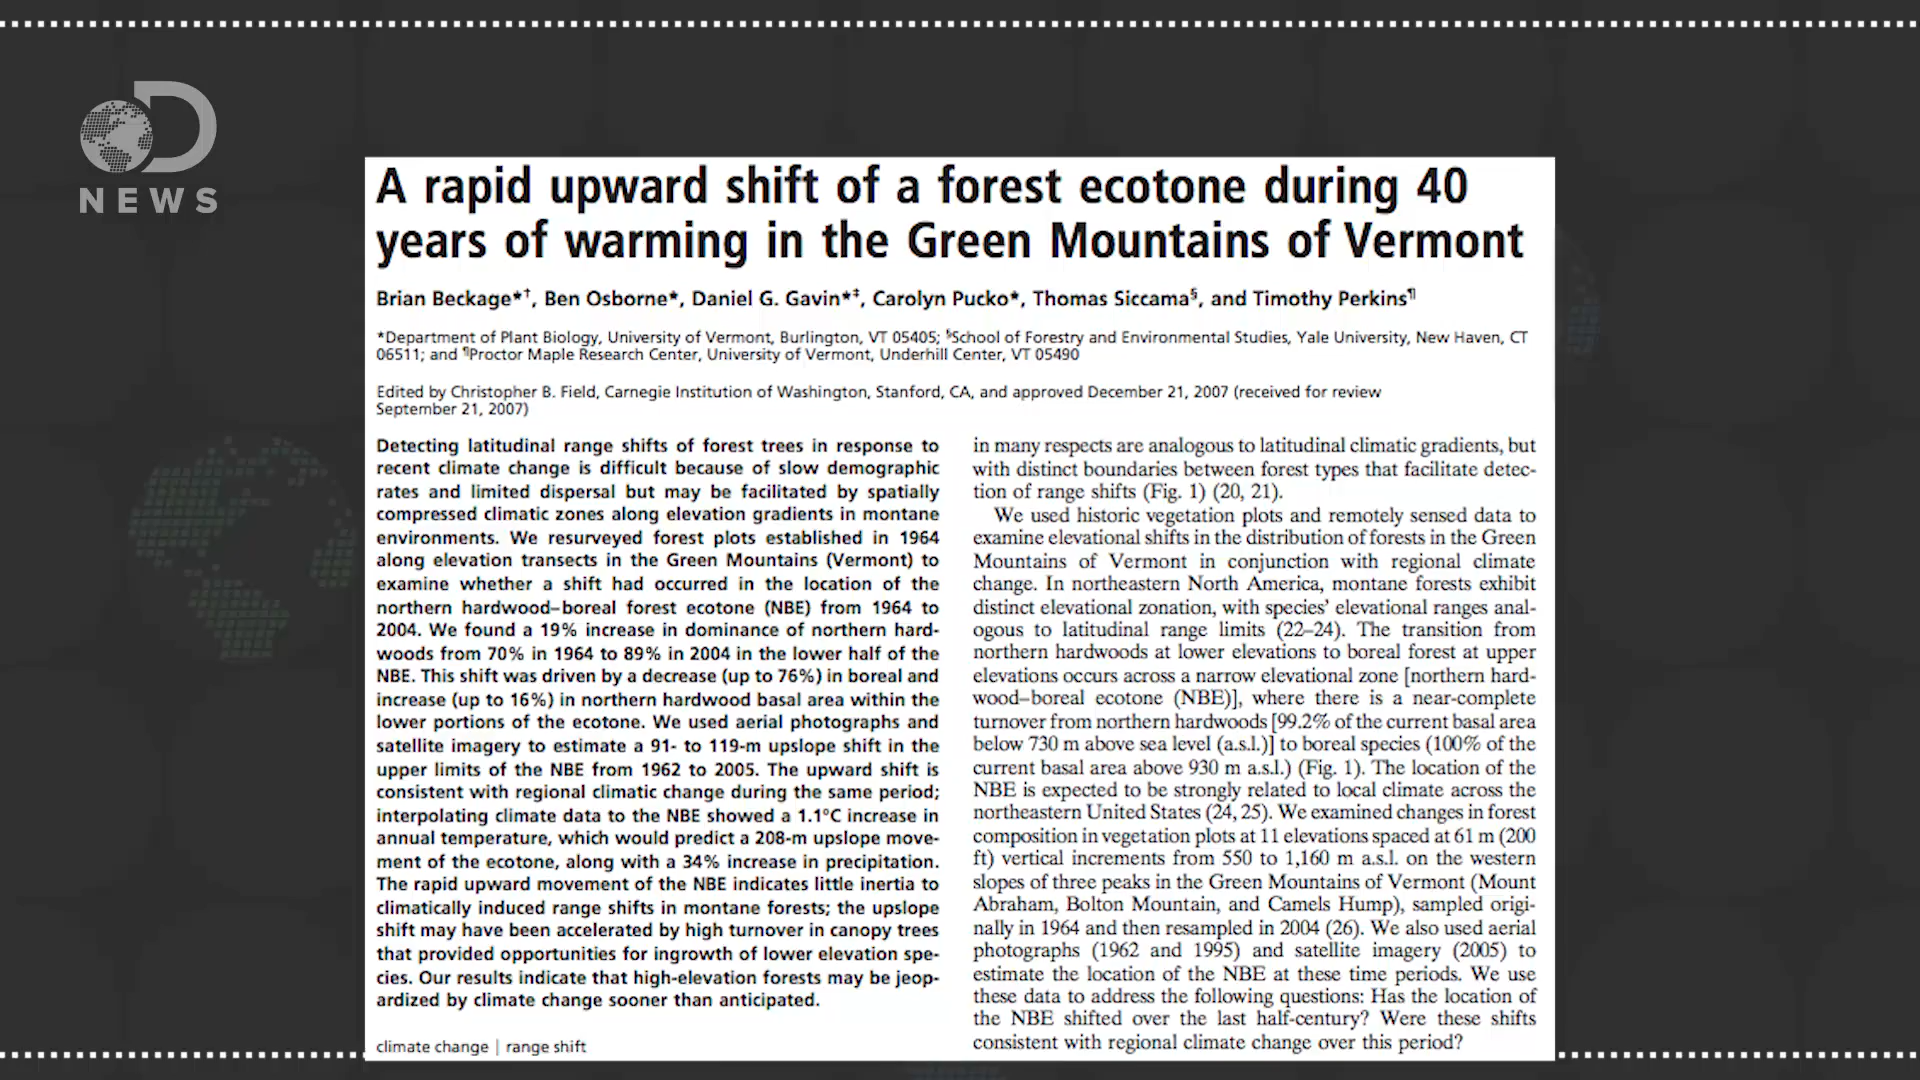 NEWS
A rapid upward shift of a forest ecotone during 40
years of warming in the Green Mountains of Vermont
Brian Beckage*†, Ben Osborne*, Daniel G. Gavin*‡, Carolyn Pucko*, Thomas Siccama§, and Timothy Perkins¶
*Department of Plant Biology, University of Vermont, Burlington, VT 05405; §School of Forestry and Environmental Studies, Yale University, New Haven, CT
06511; and ¶Proctor Maple Research Center, University of Vermont, Underhill Center, VT 05490
Edited by Christopher B. Field, Carnegie Institution of Washington, Stanford, CA, and approved December 21, 2007 (received for review
September 21, 2007)
Detecting latitudinal range shifts of forest trees in response to
recent climate change is difficult because of slow demographic
rates and limited dispersal but may be facilitated by spatially
compressed climatic zones along elevation gradients in montane
environments. We resurveyed forest plots established in 1964
along elevation transects in the Green Mountains (Vermont) to
examine whether a shift had occurred in the location of the
northern hardwood–boreal forest ecotone (NBE) from 1964 to
2004. We found a 19% increase in dominance of northern hard-
woods from 70% in 1964 to 89% in 2004 in the lower half of the
NBE. This shift was driven by a decrease (up to 76%) in boreal and
increase (up to 16%) in northern hardwood basal area within the
lower portions of the ecotone. We used aerial photographs and
satellite imagery to estimate a 91- to 119-m upslope shift in the
upper limits of the NBE from 1962 to 2005. The upward shift is
consistent with regional climatic change during the same period;
interpolating climate data to the NBE showed a 1.1°C increase in
annual temperature, which would predict a 208-m upslope move-
ment of the ecotone, along with a 34% increase in precipitation.
The rapid upward movement of the NBE indicates little inertia to
climatically induced range shifts in montane forests; the upslope
shift may have been accelerated by high turnover in canopy trees
that provided opportunities for ingrowth of lower elevation spe-
cies. Our results indicate that high-elevation forests may be jeop-
ardized by climate change sooner than anticipated.
climate change | range shift
in many respects are analogous to latitudinal climatic gradients, but
with distinct boundaries between forest types that facilitate detec-
tion of range shifts (Fig. 1) (20, 21).
We used historic vegetation plots and remotely sensed data to
examine elevational shifts in the distribution of forests in the Green
Mountains of Vermont in conjunction with regional climate
change. In northeastern North America, montane forests exhibit
distinct elevational zonation, with species' elevational ranges anal-
ogous to latitudinal range limits (22–24). The transition from
northern hardwoods at lower elevations to boreal forest at upper
elevations occurs across a narrow elevational zone [northern hard-
wood–boreal ecotone (NBE)], where there is a near-complete
turnover from northern hardwoods [99.2% of the current basal area
below 730 m above sea level (a.s.l.)] to boreal species (100% of the
current basal area above 930 m a.s.l.) (Fig. 1). The location of the
NBE is expected to be strongly related to local climate across the
northeastern United States (24, 25). We examined changes in forest
composition in vegetation plots at 11 elevations spaced at 61 m (200
ft) vertical increments from 550 to 1,160 m a.s.l. on the western
slopes of three peaks in the Green Mountains of Vermont (Mount
Abraham, Bolton Mountain, and Camels Hump), sampled origi-
nally in 1964 and then resampled in 2004 (26). We also used aerial
photographs (1962 and 1995) and satellite imagery (2005) to
estimate the location of the NBE at these time periods. We use
these data to address the following questions: Has the location of
the NBE shifted over the last half-century? Were these shifts
consistent with regional climate change over this period?